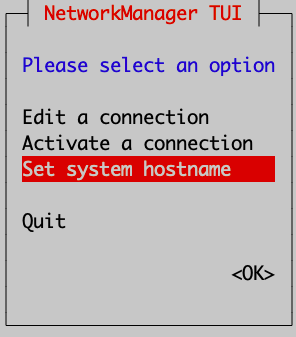 NetworkManager TUI
Please select an option
Edit a connection
Activate a connection
Set system hostname
Quit
<OK>